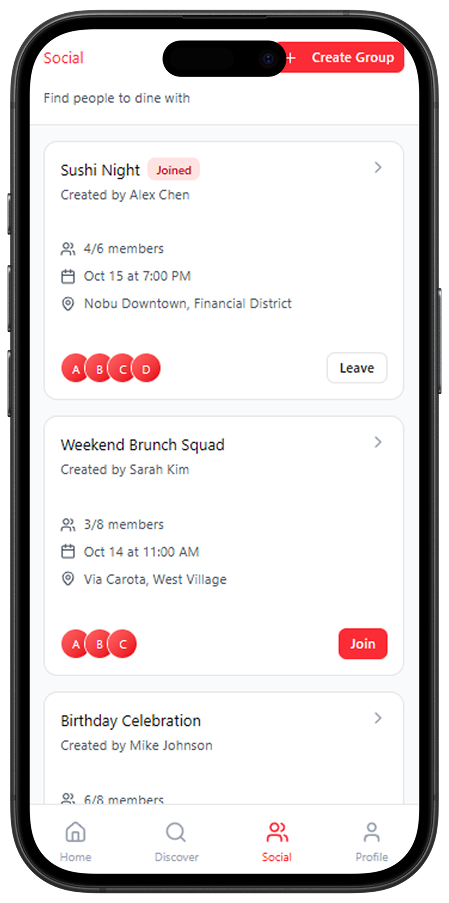 Social
+ Create Group
Find people to dine with
Sushi Night Joined
Created by Alex Chen
4/6 members
Oct 15 at 7:00 PM
Nobu Downtown, Financial District
A B C D
Leave
Weekend Brunch Squad
Created by Sarah Kim
3/8 members
Oct 14 at 11:00 AM
Via Carota, West Village
A B C
Join
Birthday Celebration
Created by Mike Johnson
6/8 members
Home Discover Social Profile